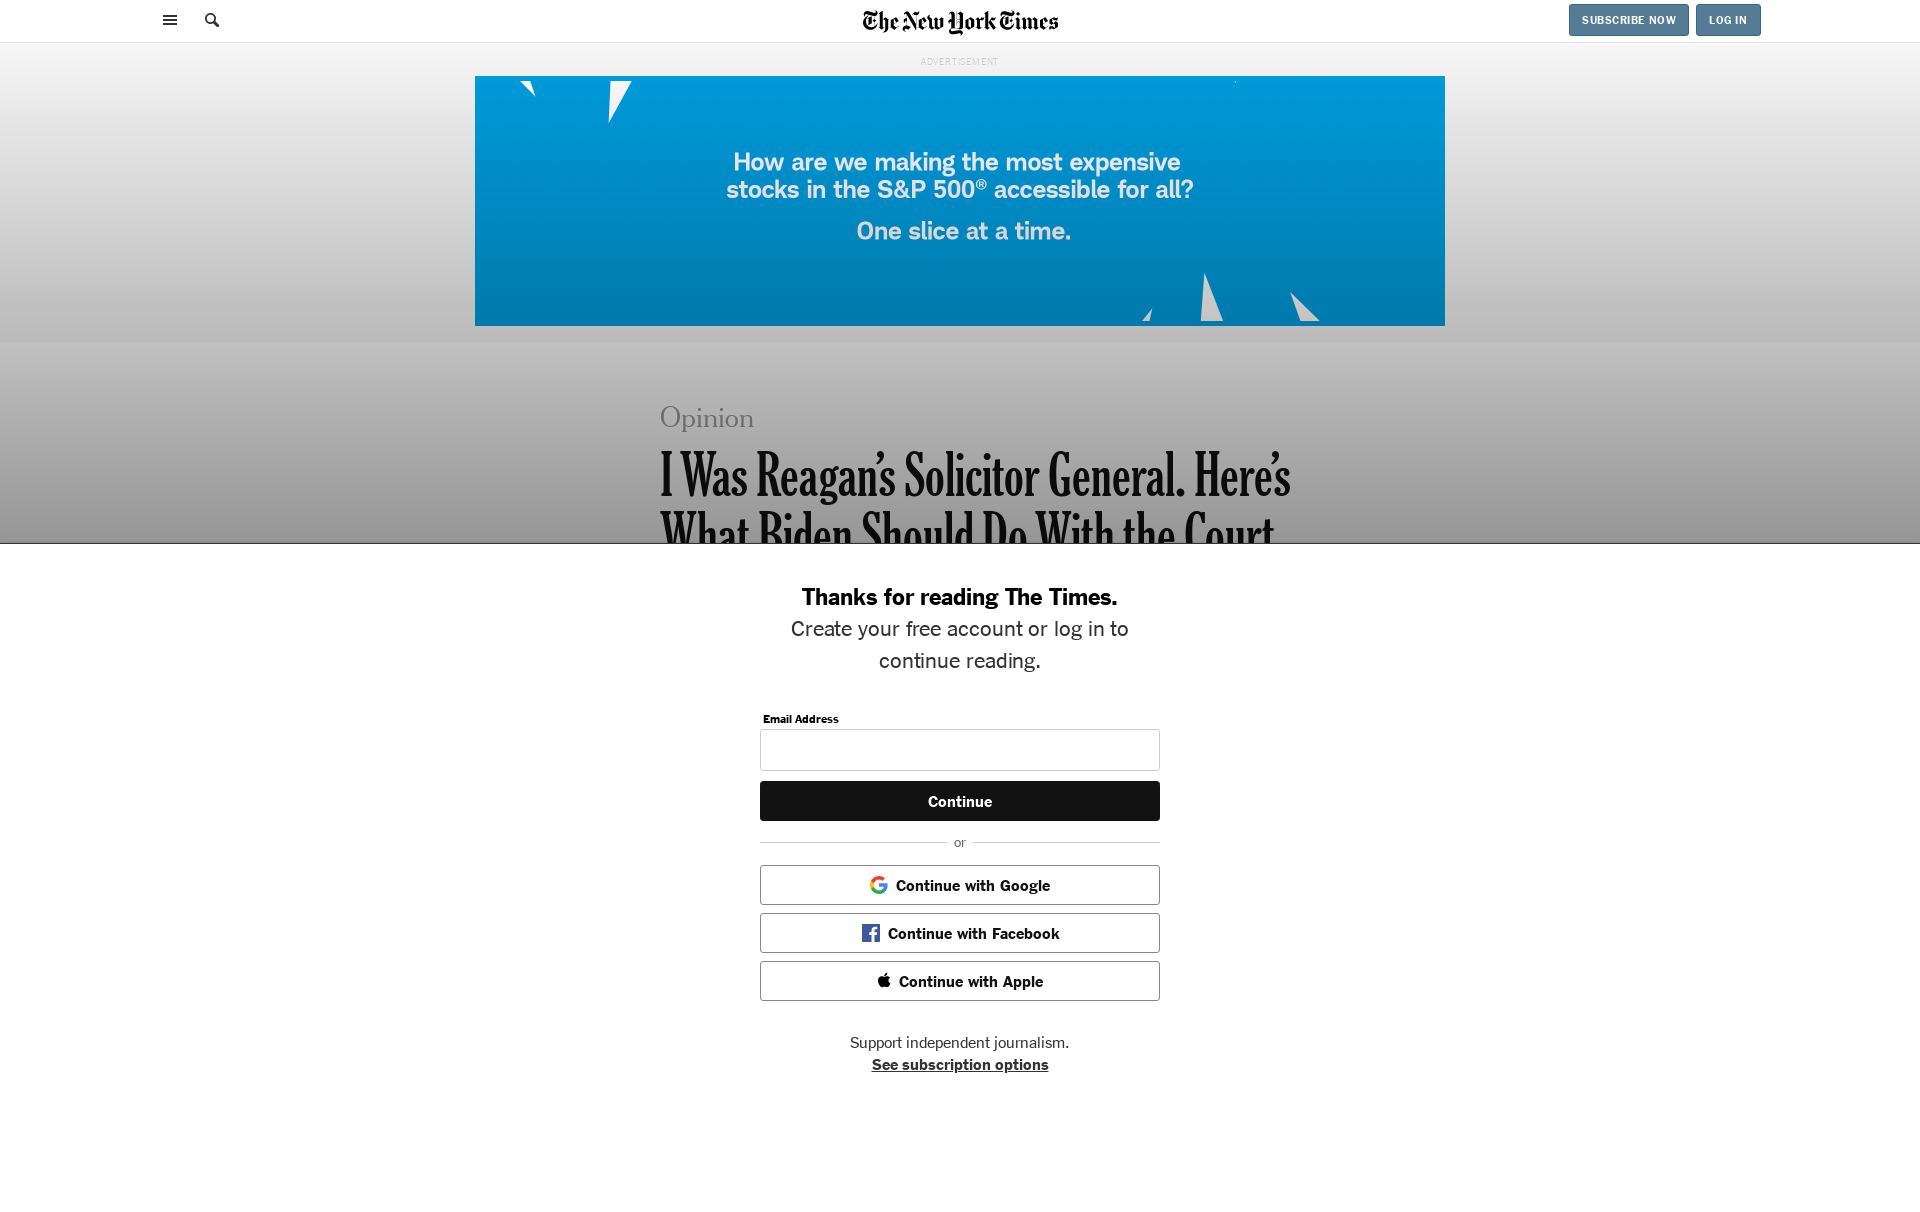 The New York Times
SUBSCRIBE NOW
LOG IN
ADVERTISEMENT
How are we making the most expensive
stocks in the S&P 500® accessible for all?
One slice at a time.
Opinion
I Was Reagan’s Solicitor General. Here’s
What Biden Should Do With the Court.
Thanks for reading The Times.
Create your free account or log in to
continue reading.
Email Address
Continue
or
Continue with Google
Continue with Facebook
Continue with Apple
Support independent journalism.
See subscription options